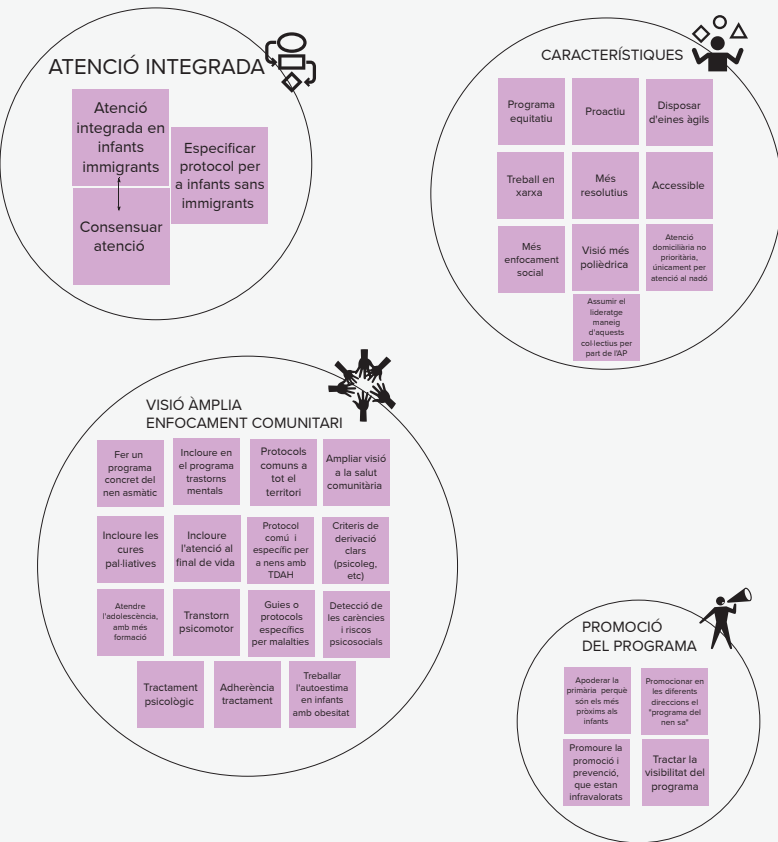 ATENCIÓ INTEGRADA
Atenció
integrada en
infants
immigrants
Especificar
protocol per
a infants sans
immigrants
Consensuar
atenció
CARACTERÍSTIQUES
Programa
equitatiu
Proactiu
Disposar
d'eines àgils
Treball en
xarxa
Més
resolutius
Accessible
Més
enfocament
social
Visió més
polièdrica
Atenció
domiciliària no
prioritària,
únicament per
atenció al nadó
Assumir el
lideratge
maneig
d'aquests
col·lectius per
part de l'AP
VISIÓ ÀMPLIA
ENFOCAMENT COMUNITARI
Fer un
programa
concret del
nen asmàtic
Incloure en
el programa
trastorns
mentals
Protocols
comuns a
tot el
territori
Ampliar visió
a la salut
comunitària
Incloure les
cures
pal·liatives
Incloure
l'atenció al
final de vida
Protocol
comú i
específic per
a nens amb
TDAH
Criteris de
derivació
clars
(psicoleg,
etc)
Atendre
l'adolescència,
amb més
formació
Transtorn
psicomotor
Guies o
protocols
específics
per malalties
Detecció de
les carències
i riscos
psicosocials
Tractament
psicològic
Adherència
tractament
Treballar
l'autoestima
en infants
amb obesitat
PROMOCIÓ
DEL PROGRAMA
Apoderar la
primària perquè
són els més
pròxims als
infants
Promocionar en
les diferents
direccions el
"programa del
nen sa"
Promoure la
promoció i
prevenció,
que estan
infravalorats
Tractar la
visibilitat del
programa